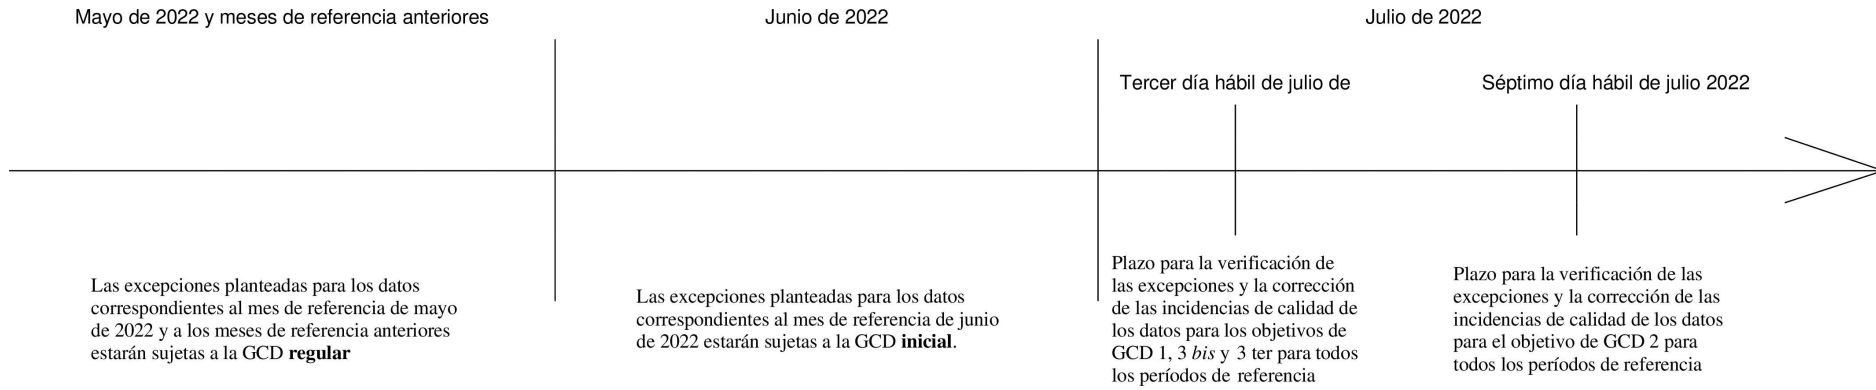 Mayo de 2022 y meses de referencia anteriores
Junio de 2022
Julio de 2022
Tercer día hábil de julio de
Séptimo día hábil de julio 2022
Las excepciones planteadas para los datos
correspondientes al mes de referencia de mayo
de 2022 y a los meses de referencia anteriores
estarán sujetas a la GCD regular
Las excepciones planteadas para los datos
correspondientes al mes de referencia de junio
de 2022 estarán sujetas a la GCD inicial.
Plazo para la verificación de
las excepciones y la corrección
de las incidencias de calidad de
los datos para los objetivos de
GCD 1, 3 bis y 3 ter para todos
los períodos de referencia
Plazo para la verificación de las
excepciones y la corrección de las
incidencias de calidad de los datos
para el objetivo de GCD 2 para
todos los períodos de referencia